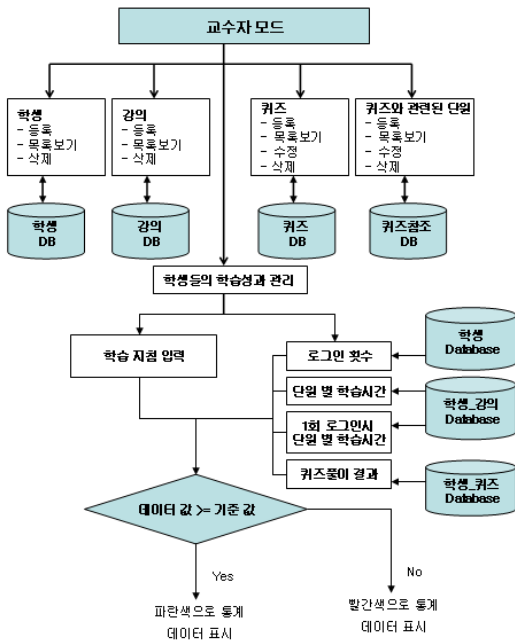 교수자 모드
학생
- 등록
- 목록보기
- 삭제
강의
- 등록
- 목록보기
- 삭제
퀴즈
- 등록
- 목록보기
- 수정
- 삭제
퀴즈와 관련된 단원
- 등록
- 목록보기
- 수정
- 삭제
학생
DB
강의
DB
퀴즈
DB
퀴즈참조
DB
학생들의 학습성과 관리
학습 지침 입력
로그인 횟수
단원 별 학습시간
1회 로그인시
단원 별 학습시간
퀴즈풀이 결과
학생
Database
학생_강의
Database
학생_퀴즈
Database
데이터 값 >= 기준 값
Yes
No
파란색으로 통계
데이터 표시
빨간색으로 통계
데이터 표시